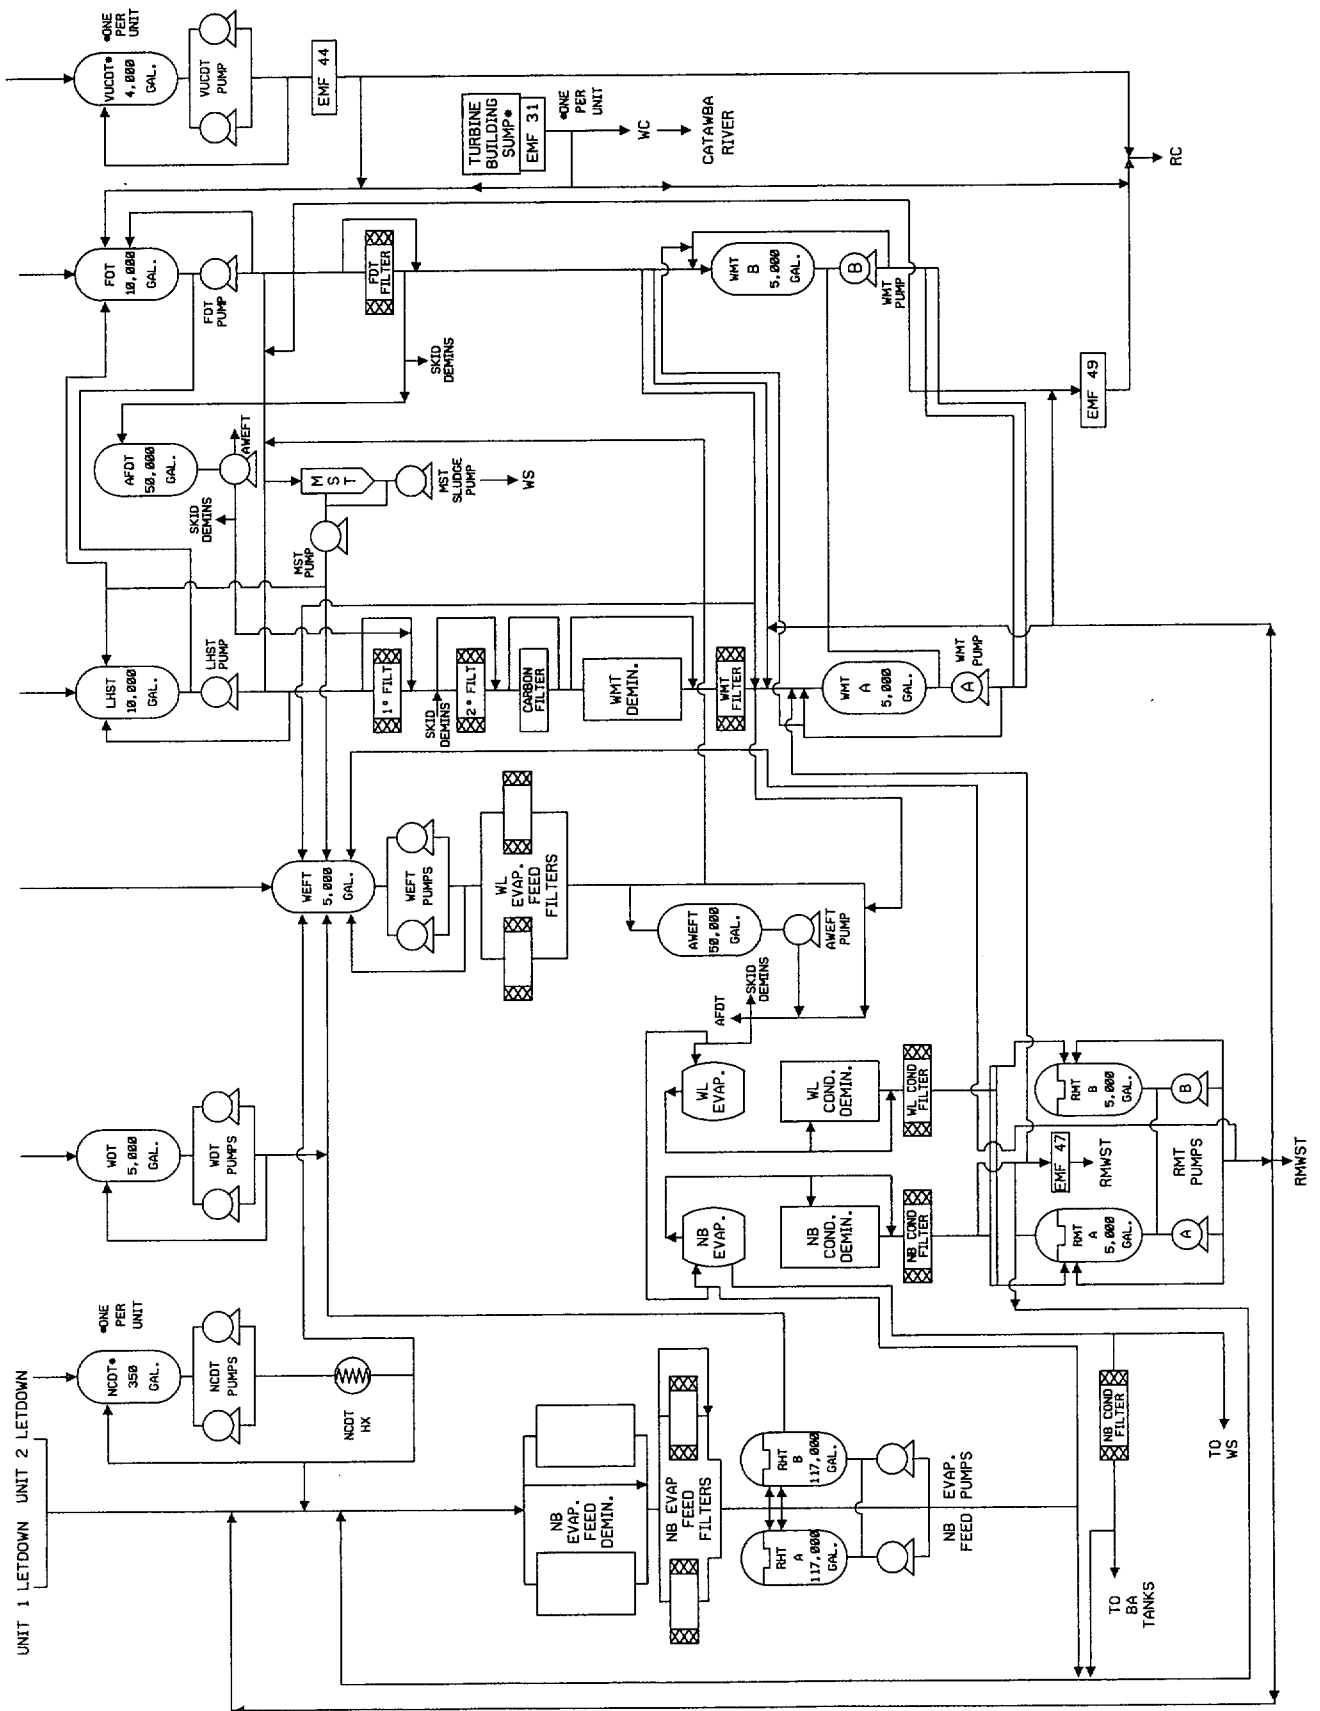 UNIT 1 LETDOWN
UNIT 2 LETDOWN
NCDT*
350
GAL.
*ONE
PER
UNIT
NCDT
PUMPS
NCDT
HX
WDT
5,000
GAL.
WDT
PUMPS
WEFT
5,000
GAL.
WEFT
PUMPS
WL
EVAP.
FEED
FILTERS
LHST
10,000
GAL.
LHST
PUMP
1° FILT
SKID
DEMINS
2° FILT
CARBON
FILTER
WMT
DEMIN.
WMT
FILTER
WMT
A
5,000
GAL.
WMT
PUMP
A
MST
PUMP
MST
MST
SLUDGE
PUMP
WS
AFDT
50,000
GAL.
AWEFT
SKID
DEMINS
FDT
10,000
GAL.
FDT
PUMP
FDT
FILTER
SKID
DEMINS
WMT
B
5,000
GAL.
B
WMT
PUMP
VUCDT*
4,000
GAL.
*ONE
PER
UNIT
VUCDT
PUMP
EMF 44
TURBINE
BUILDING
SUMP*
EMF 31
*ONE
PER
UNIT
WC
CATAWBA
RIVER
RC
EMF 49
AWEFT
50,000
GAL.
AWEFT
PUMP
AFDT
SKID
DEMINS
WL
EVAP.
WL
COND.
DEMIN.
WL COND
FILTER
NB
EVAP.
NB
COND.
DEMIN.
NB COND
FILTER
RMT
B
5,000
GAL.
B
EMF 47
RMWST
RMT
PUMPS
RMT
A
5,000
GAL.
A
RMWST
NB
EVAP.
FEED
DEMIN.
NB EVAP
FEED
FILTERS
RHT
B
117,000
GAL.
RHT
A
117,000
GAL.
NB EVAP.
FEED PUMPS
NB COND
FILTER
TO
WS
TO
BA
TANKS